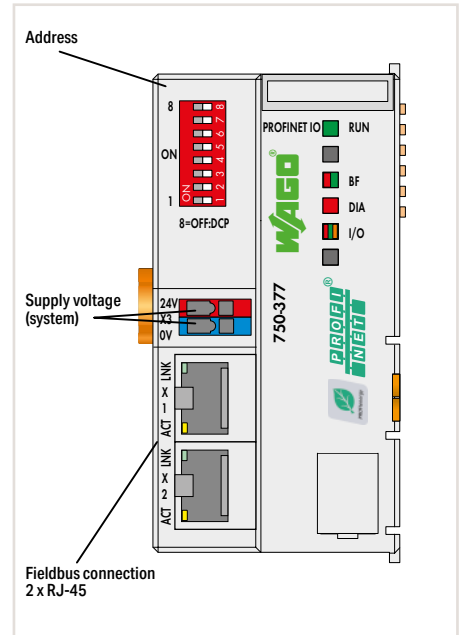 Address
8
ON
1
ON
1 2 3 4 5 6 7 8
8=OFF:DCP
PROFINET IO RUN
BF
DIA
I/O
WAGO®
750-377
PROFI®
NET
Supply voltage
(system)
24V
X3
0V
LNK
X
1
ACT
LNK
X
2
ACT
Fieldbus connection
2 x RJ-45